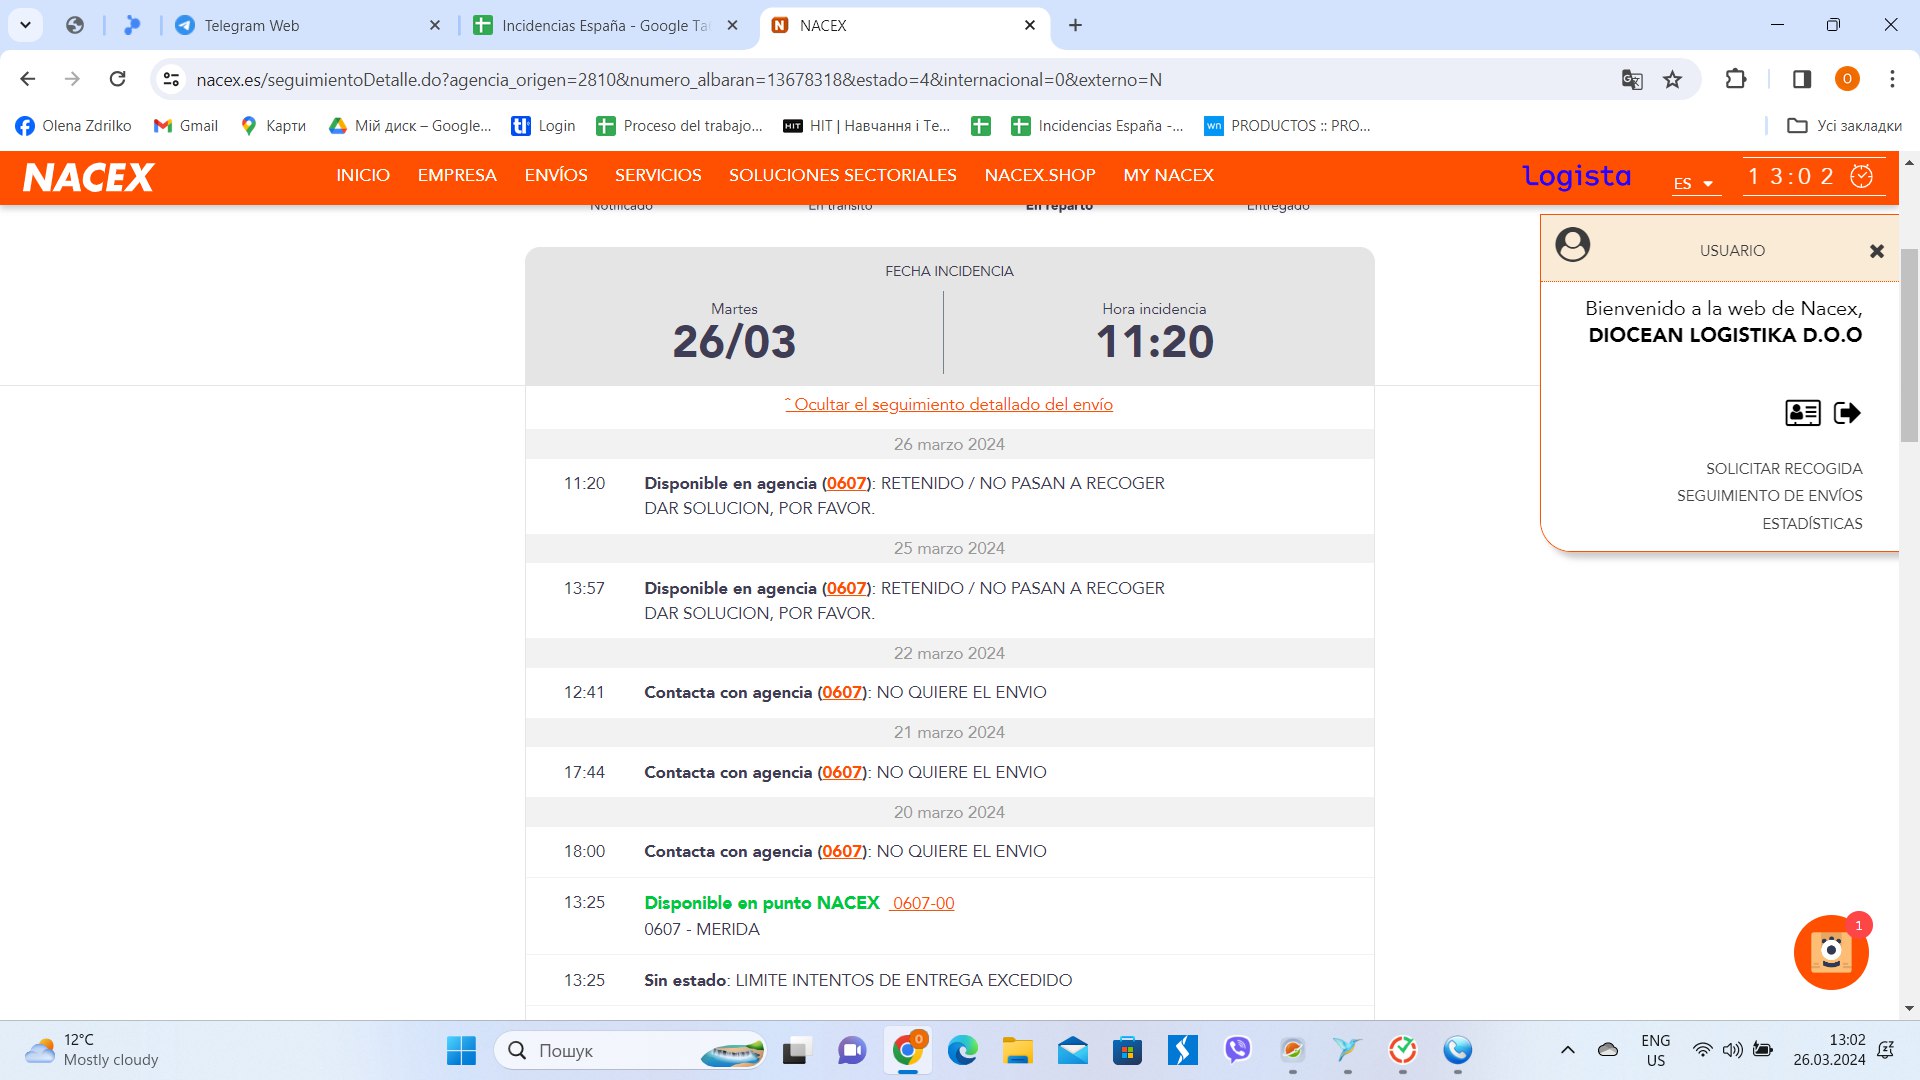 Telegram Web
Incidencias España - Google Ta
NACEX
nacex.es/seguimientoDetalle.do?agencia_origen=2810&numero_albaran=13678318&estado=4&internacional=0&externo=N
O
Olena Zdrilko
Gmail
Карти
Мій диск – Google...
Login
Proceso del trabajo...
HIT | Навчання і Те...
Incidencias España -...
PRODUCTOS :: PRO...
Усі закладки
NACEX
INICIO
EMPRESA
ENVÍOS
SERVICIOS
SOLUCIONES SECTORIALES
NACEX.SHOP
MY NACEX
logista
ES
13:02
Notificado
En tránsito
En reparto
Entregado
USUARIO
Bienvenido a la web de Nacex,
DIOCEAN LOGISTIKA D.O.O
SOLICITAR RECOGIDA
SEGUIMIENTO DE ENVÍOS
ESTADÍSTICAS
FECHA INCIDENCIA
Martes
26/03
Hora incidencia
11:20
ˆ Ocultar el seguimiento detallado del envío
26 marzo 2024
11:20 Disponible en agencia (0607): RETENIDO / NO PASAN A RECOGER
DAR SOLUCION, POR FAVOR.
25 marzo 2024
13:57 Disponible en agencia (0607): RETENIDO / NO PASAN A RECOGER
DAR SOLUCION, POR FAVOR.
22 marzo 2024
12:41 Contacta con agencia (0607): NO QUIERE EL ENVIO
21 marzo 2024
17:44 Contacta con agencia (0607): NO QUIERE EL ENVIO
20 marzo 2024
18:00 Contacta con agencia (0607): NO QUIERE EL ENVIO
13:25 Disponible en punto NACEX 0607-00
0607 - MERIDA
13:25 Sin estado: LIMITE INTENTOS DE ENTREGA EXCEDIDO
1
12°C
Mostly cloudy
Пошук
ENG
US
13:02
26.03.2024